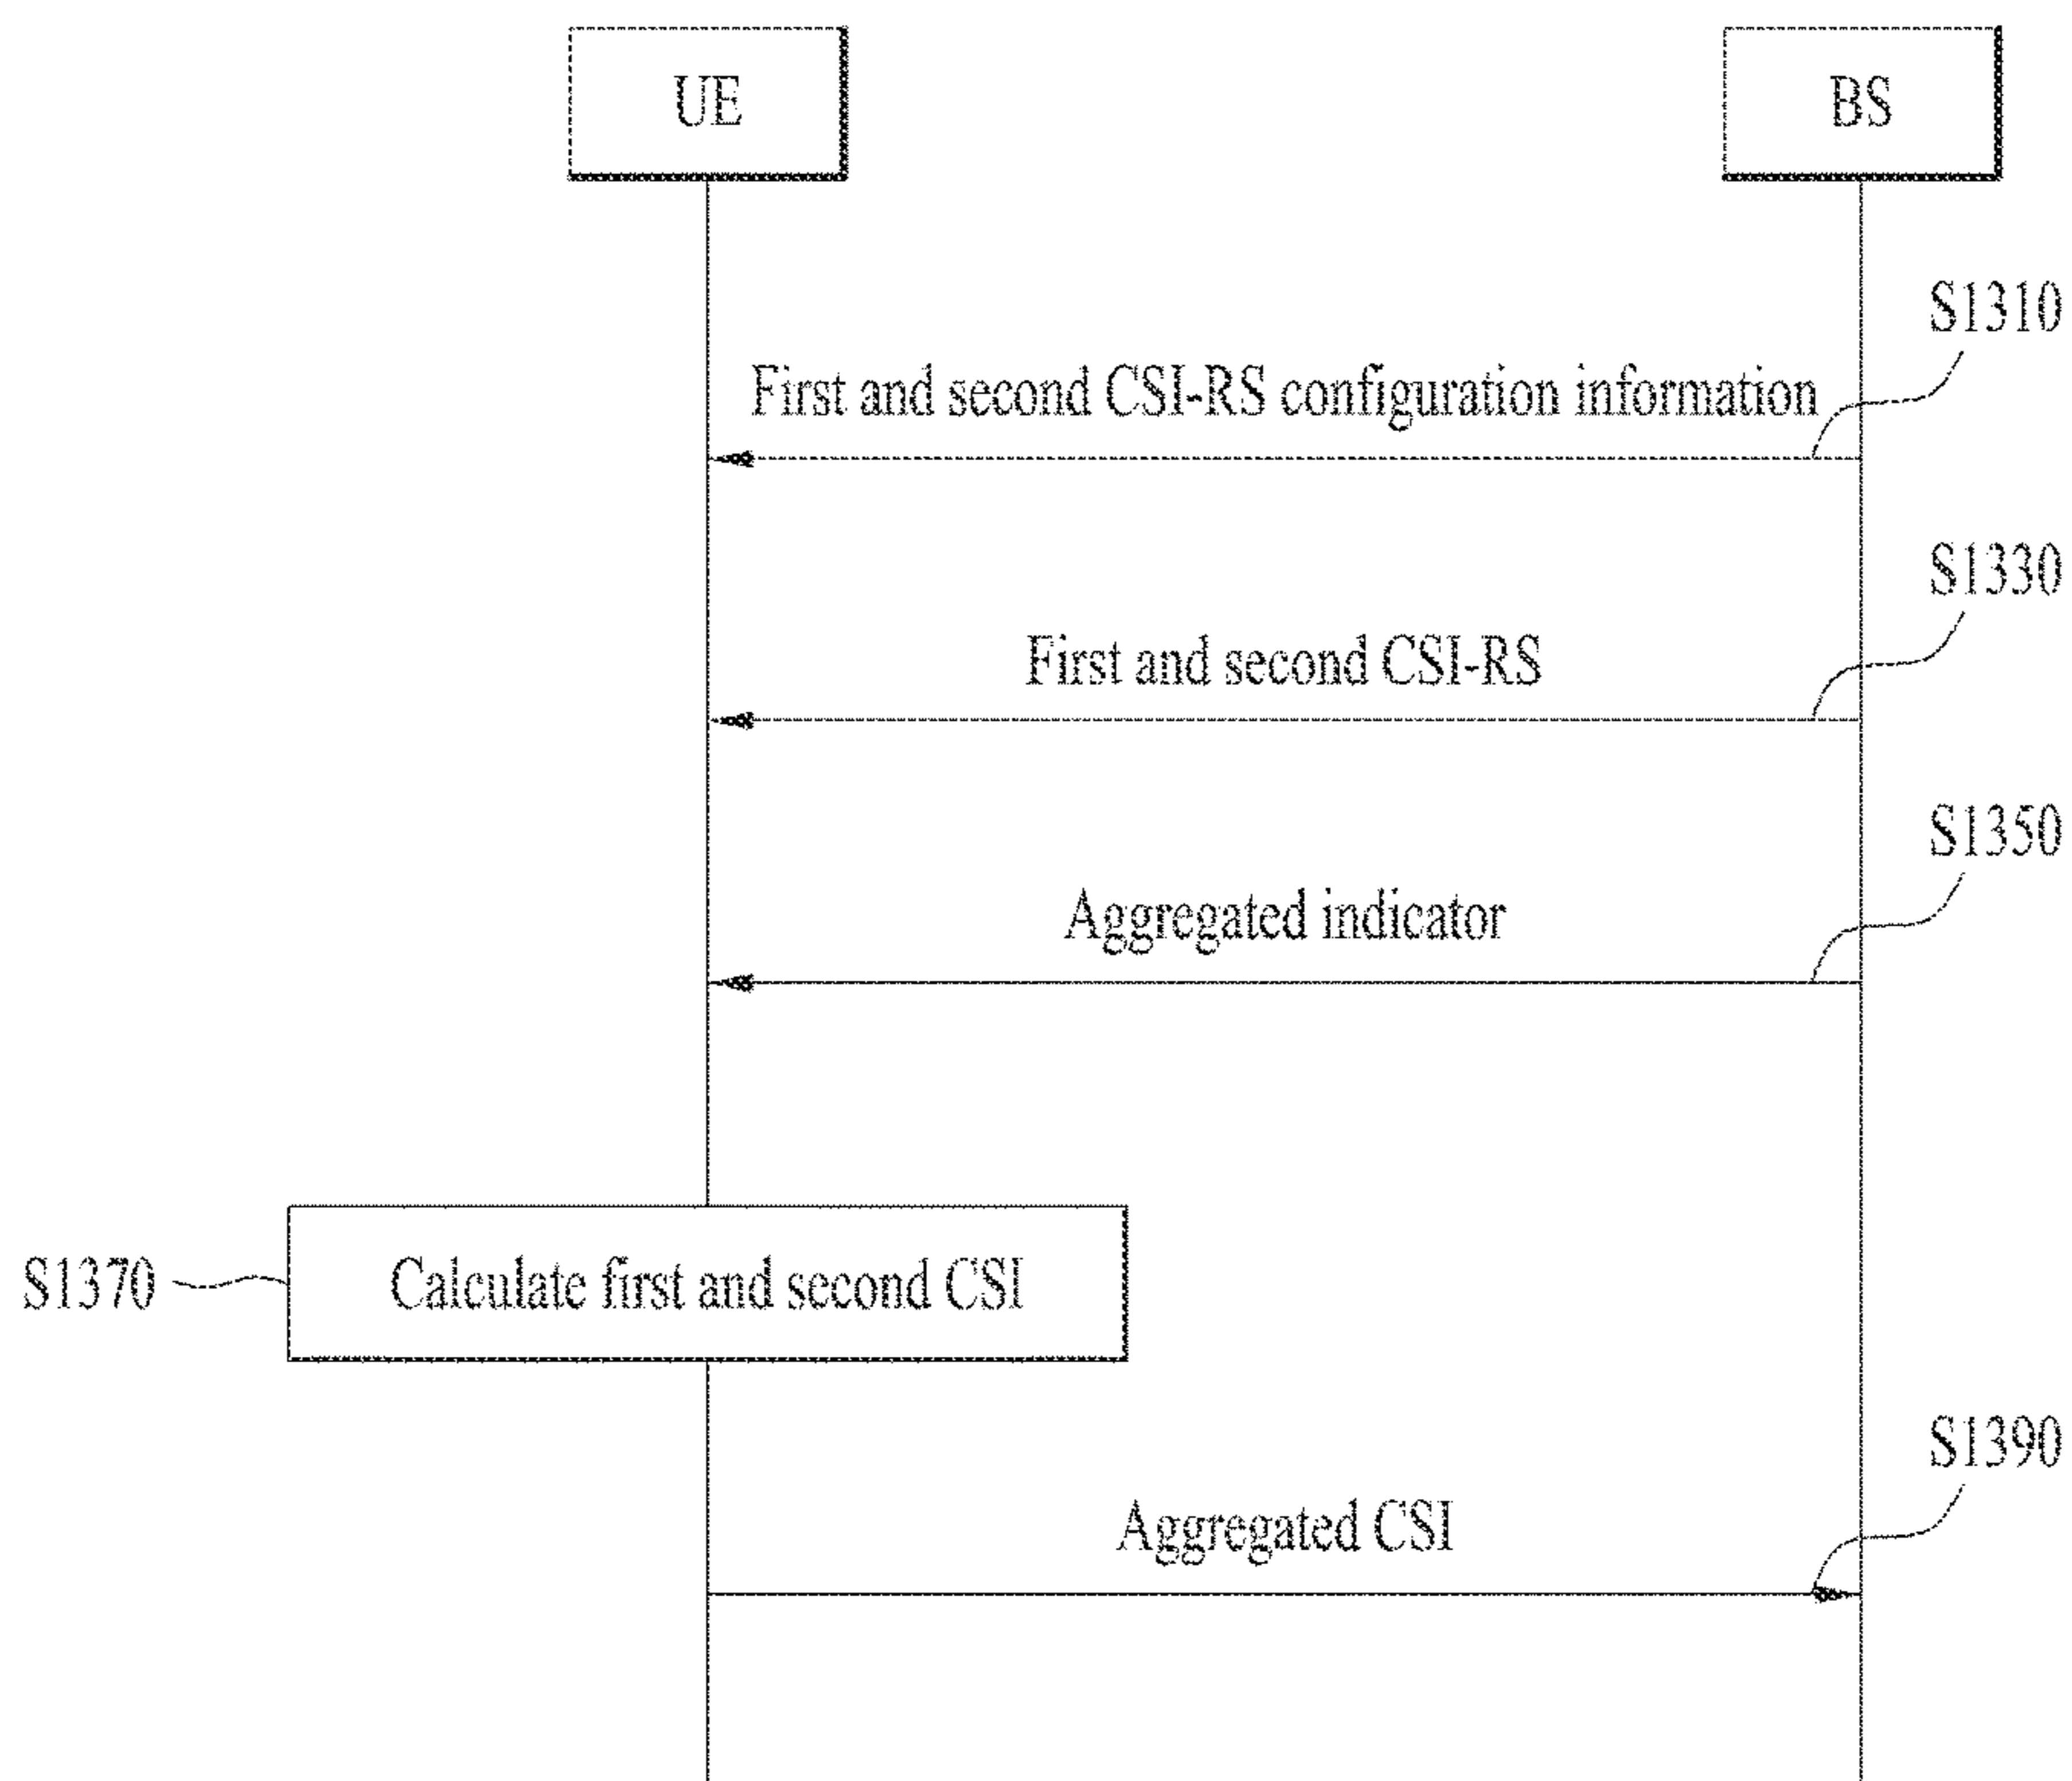 UE
BS
S1310
First and second CSI-RS configuration information
S1330
First and second CSI-RS
S1350
Aggregated indicator
S1370
Calculate first and second CSI
S1390
Aggregated CSI